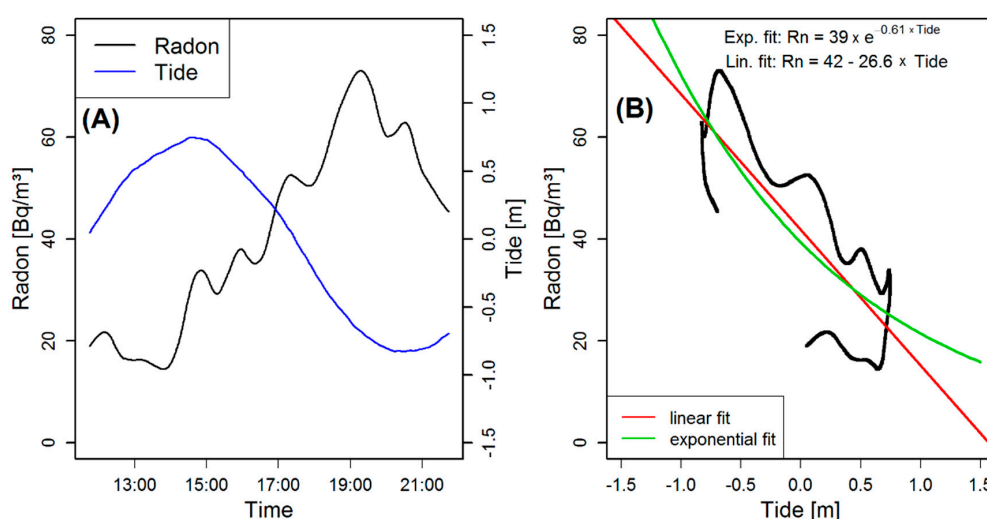 Radon
Tide
(A)
80
60
40
20
0
Radon [Bq/m³]
1.5
1.0
0.5
0.0
-0.5
-1.0
-1.5
Tide [m]
13:00 15:00 17:00 19:00 21:00
Time
Exp. fit: Rn = 39 x e^-0.61 x Tide
Lin. fit: Rn = 42 - 26.6 x Tide
(B)
80
60
40
20
0
Radon [Bq/m³]
linear fit
exponential fit
-1.5 -1.0 -0.5 0.0 0.5 1.0 1.5
Tide [m]